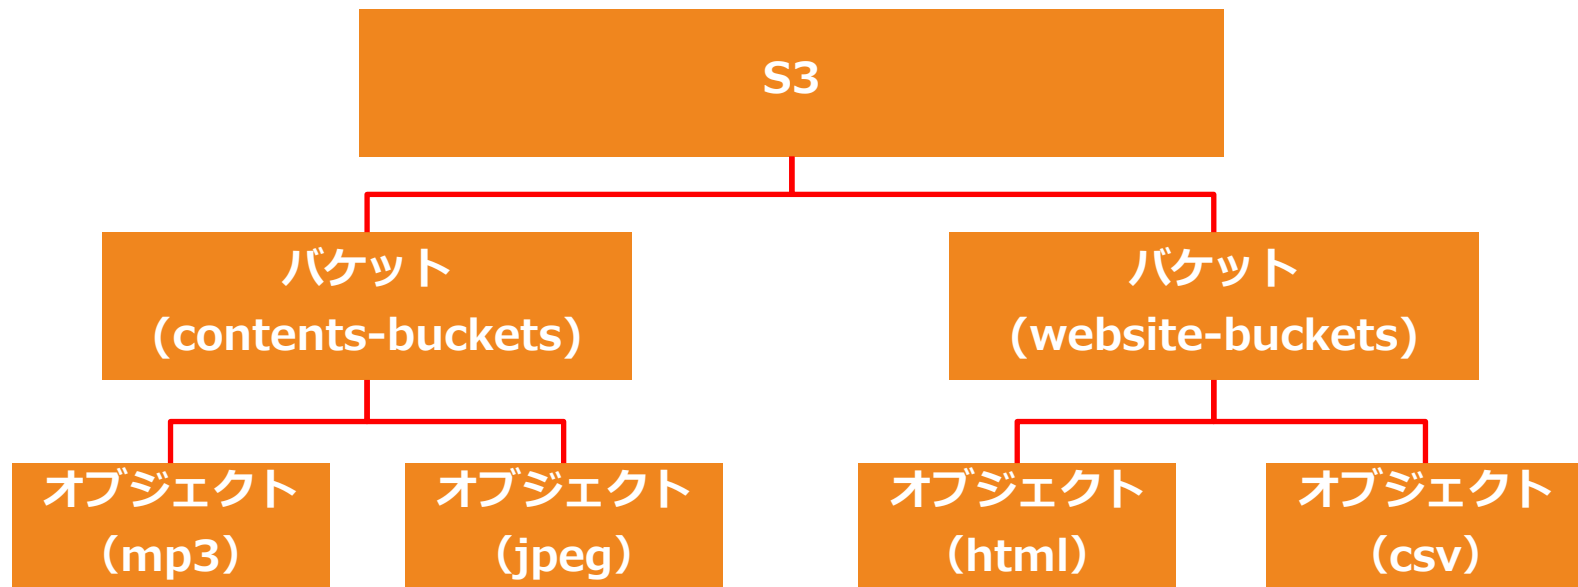 S3
バケット
(contents-buckets)
バケット
(website-buckets)
オブジェクト
（mp3）
オブジェクト
（jpeg）
オブジェクト
（html）
オブジェクト
（csv）